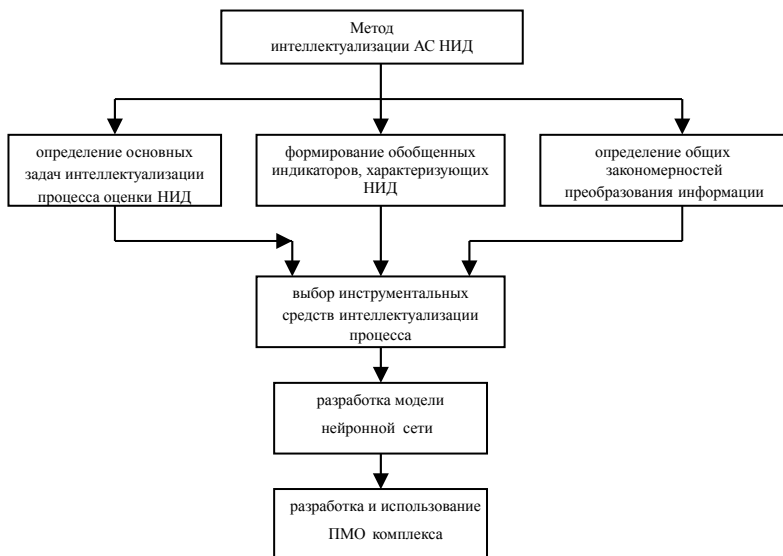 Метод
интеллектуализации АС НИД
определение основных
задач интеллектуализации
процесса оценки НИД
формирование обобщенных
индикаторов, характеризующих
НИД
определение общих
закономерностей
преобразования информации
выбор инструментальных
средств интеллектуализации
процесса
разработка модели
нейронной сети
разработка и использование
ПМО комплекса